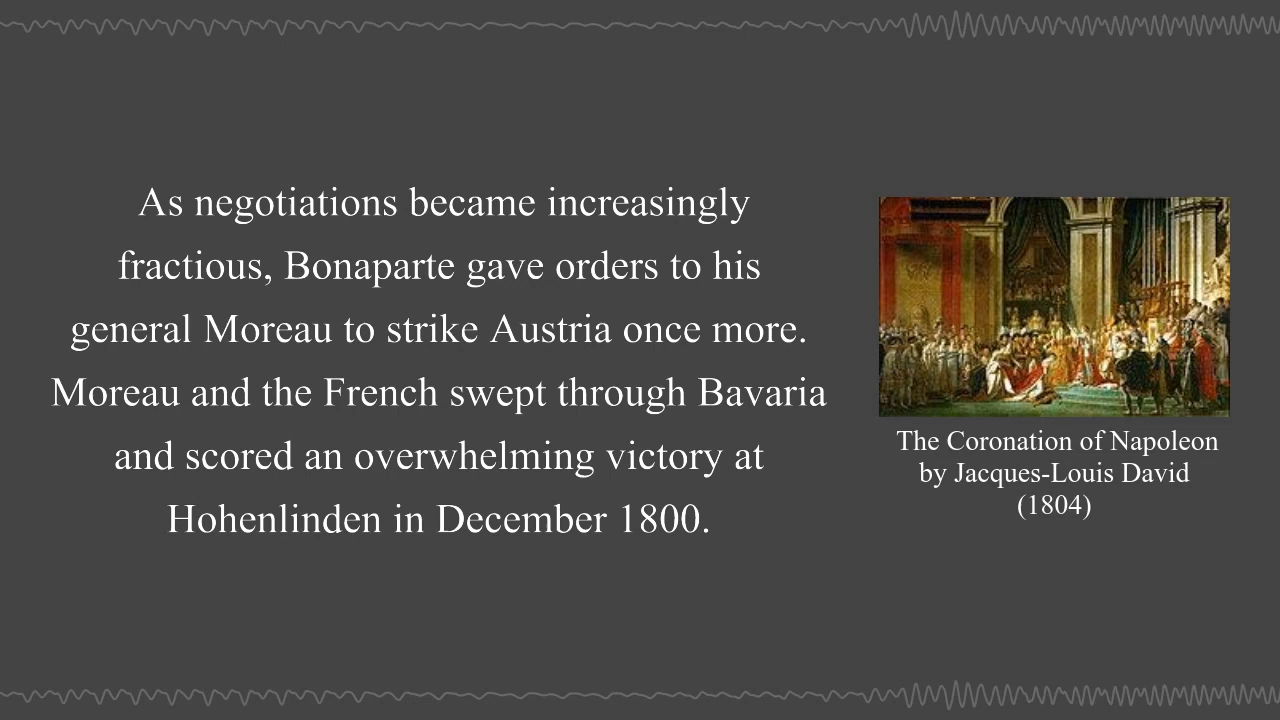 As negotiations became increasingly
fractious, Bonaparte gave orders to his
general Moreau to strike Austria once more.
Moreau and the French swept through Bavaria
and scored an overwhelming victory at
Hohenlinden in December 1800.
The Coronation of Napoleon
by Jacques-Louis David
(1804)